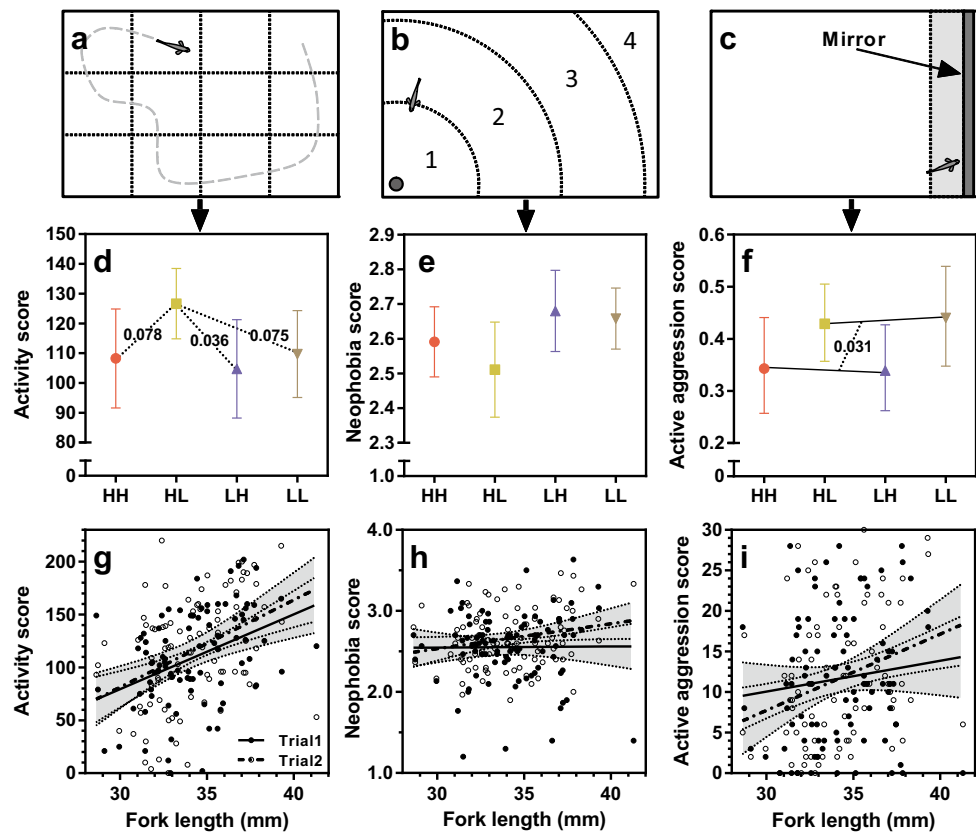 a
b
1
2
3
4
c
Mirror
Activity score
150
140
130
120
110
100
90
80
0
d
0.078
0.036
0.075
HH HL LH LL
Neophobia score
2.9
2.8
2.7
2.6
2.5
2.4
2.3
1.0
e
HH HL LH LL
Active aggression score
0.6
0.5
0.4
0.3
0.2
0
f
0.031
HH HL LH LL
Activity score
200
150
100
50
0
g
Trial1
Trial2
30 35 40
Fork length (mm)
Neophobia score
4.0
3.0
2.0
1.0
h
30 35 40
Fork length (mm)
Active aggression score
30
25
20
15
10
5
0
i
30 35 40
Fork length (mm)